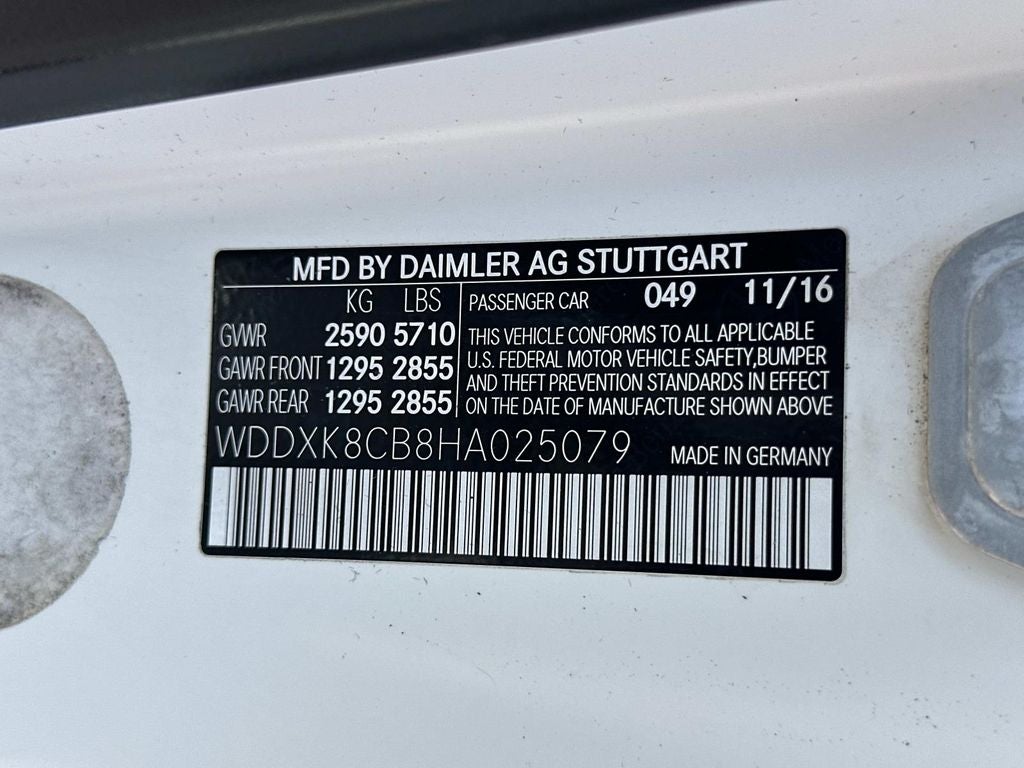 MFD BY DAIMLER AG STUTTGART
KG LBS PASSENGER CAR 049 11/16
GVWR 2590 5710 THIS VEHICLE CONFORMS TO ALL APPLICABLE
GAWR FRONT 1295 2855 U.S. FEDERAL MOTOR VEHICLE SAFETY,BUMPER
AND THEFT PREVENTION STANDARDS IN EFFECT
GAWR REAR 1295 2855 ON THE DATE OF MANUFACTURE SHOWN ABOVE
WDDXK8CB8HA025079 MADE IN GERMANY